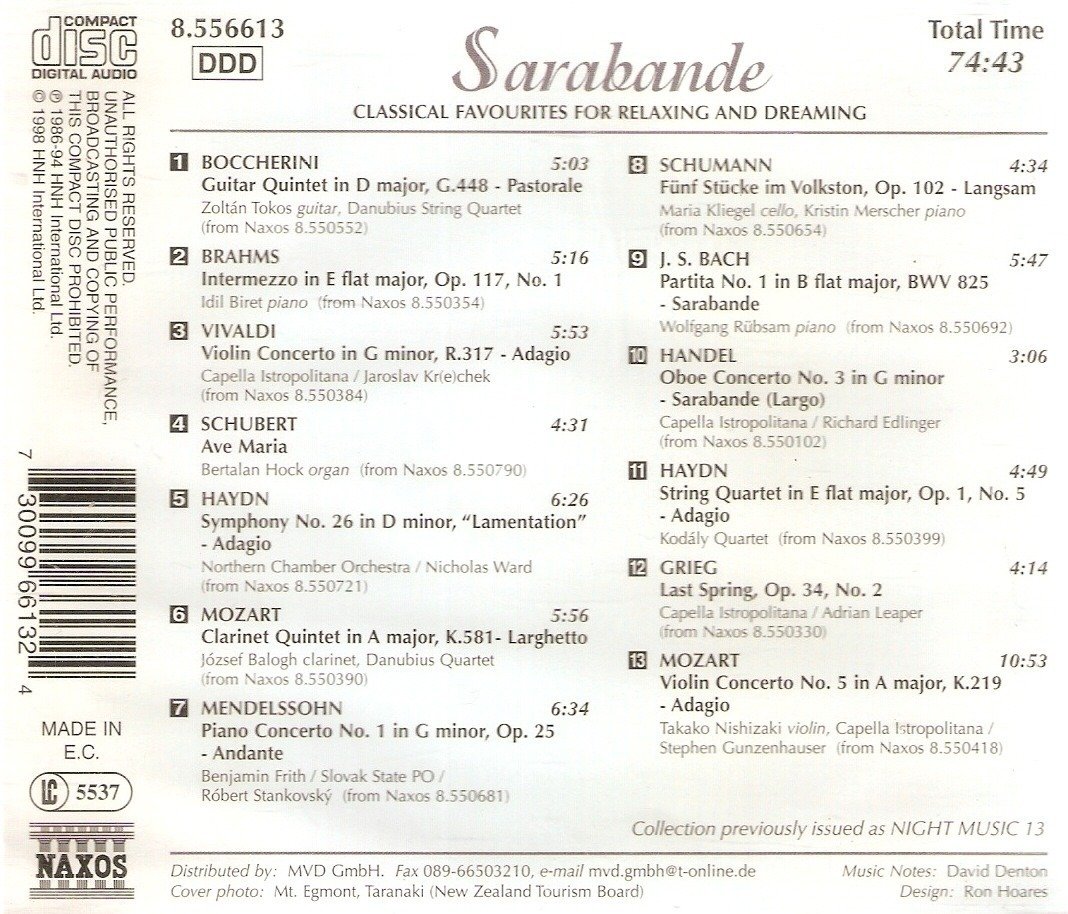 COMPACT
disc
DIGITAL AUDIO
ALL RIGHTS RESERVED.
UNAUTHORISED PUBLIC PERFORMANCE,
BROADCASTING AND COPYING OF
THIS COMPACT DISC PROHIBITED.
℗ 1986-94 HNH International Ltd.
© 1998 HNH International Ltd.
7 30099 66132 4
MADE IN
E.C.
LC 5537
NAXOS
8.556613
DDD
Sarabande
CLASSICAL FAVOURITES FOR RELAXING AND DREAMING
Total Time
74:43
1 BOCCHERINI 5:03
Guitar Quintet in D major, G.448 - Pastorale
Zoltán Tokos guitar, Danubius String Quartet
(from Naxos 8.550552)
2 BRAHMS 5:16
Intermezzo in E flat major, Op. 117, No. 1
Idil Biret piano (from Naxos 8.550354)
3 VIVALDI 5:53
Violin Concerto in G minor, R.317 - Adagio
Capella Istropolitana / Jaroslav Kr(e)chek
(from Naxos 8.550384)
4 SCHUBERT 4:31
Ave Maria
Bertalan Hock organ (from Naxos 8.550790)
5 HAYDN 6:26
Symphony No. 26 in D minor, “Lamentation”
- Adagio
Northern Chamber Orchestra / Nicholas Ward
(from Naxos 8.550721)
6 MOZART 5:56
Clarinet Quintet in A major, K.581- Larghetto
József Balogh clarinet, Danubius Quartet
(from Naxos 8.550390)
7 MENDELSSOHN 6:34
Piano Concerto No. 1 in G minor, Op. 25
- Andante
Benjamin Frith / Slovak State PO /
Róbert Stankovský (from Naxos 8.550681)
8 SCHUMANN 4:34
Fünf Stücke im Volkston, Op. 102 - Langsam
Maria Kliegel cello, Kristin Merscher piano
(from Naxos 8.550654)
9 J. S. BACH 5:47
Partita No. 1 in B flat major, BWV 825
- Sarabande
Wolfgang Rübsam piano (from Naxos 8.550692)
10 HANDEL 3:06
Oboe Concerto No. 3 in G minor
- Sarabande (Largo)
Capella Istropolitana / Richard Edlinger
(from Naxos 8.550102)
11 HAYDN 4:49
String Quartet in E flat major, Op. 1, No. 5
- Adagio
Kodály Quartet (from Naxos 8.550399)
12 GRIEG 4:14
Last Spring, Op. 34, No. 2
Capella Istropolitana / Adrian Leaper
(from Naxos 8.550330)
13 MOZART 10:53
Violin Concerto No. 5 in A major, K.219
- Adagio
Takako Nishizaki violin, Capella Istropolitana /
Stephen Gunzenhauser (from Naxos 8.550418)
Collection previously issued as NIGHT MUSIC 13
Distributed by: MVD GmbH. Fax 089-66503210, e-mail mvd.gmbh@t-online.de
Cover photo: Mt. Egmont, Taranaki (New Zealand Tourism Board)
Music Notes: David Denton
Design: Ron Hoares